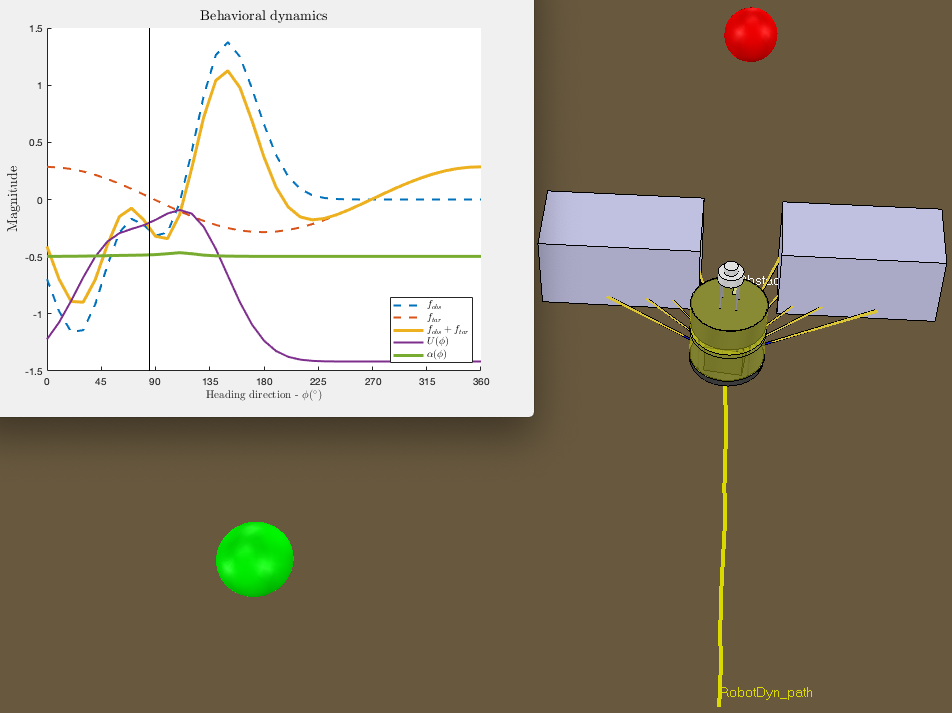 Behavioral dynamics
Magnitude
1.5
1
0.5
0
-0.5
-1
-1.5
f_obs
f_tar
f_obs + f_tar
U(ϕ)
α(ϕ)
0 45 90 135 180 225 270 315 360
Heading direction - ϕ(°)
RobotDyn_path